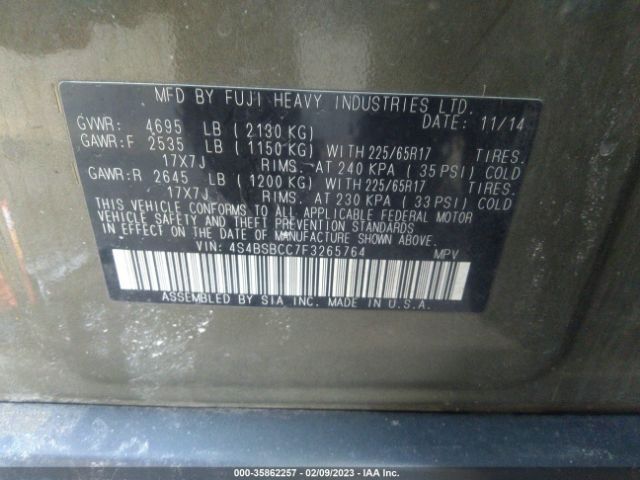 MFD BY FUJI HEAVY INDUSTRIES LTD.
DATE: 11/14
GVWR: 4695 LB (2130 KG)
GAWR:F 2535 LB (1150 KG) WITH 225/65R17 TIRES.
17X7J RIMS. AT 240 KPA (35 PSI) COLD
GAWR:R 2645 LB (1200 KG) WITH 225/65R17 TIRES.
17X7J RIMS. AT 230 KPA (33 PSI) COLD
THIS VEHICLE CONFORMS TO ALL APPLICABLE FEDERAL MOTOR
VEHICLE SAFETY AND THEFT PREVENTION STANDARDS
IN EFFECT ON THE DATE OF MANUFACTURE SHOWN ABOVE.
VIN: 4S4BSBCC7F3265764 MPV
ASSEMBLED BY SIA INC. MADE IN U.S.A.
000-35862257 - 02/09/2023 - IAA Inc.